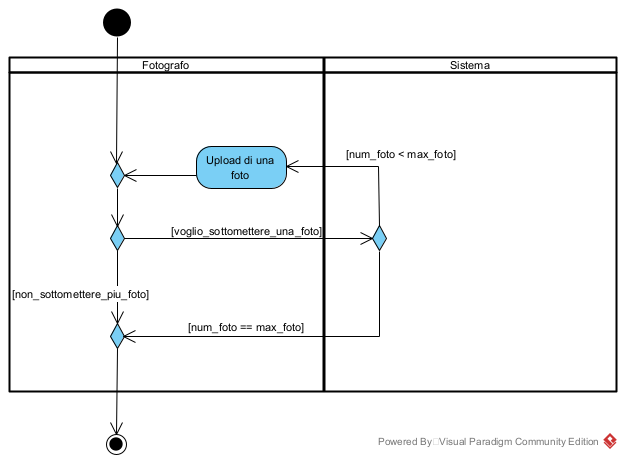 Fotografo
Sistema
Upload di una
foto
[num_foto < max_foto]
[voglio_sottomettere_una_foto]
[non_sottomettere_piu_foto]
[num_foto == max_foto]
Powered By Visual Paradigm Community Edition